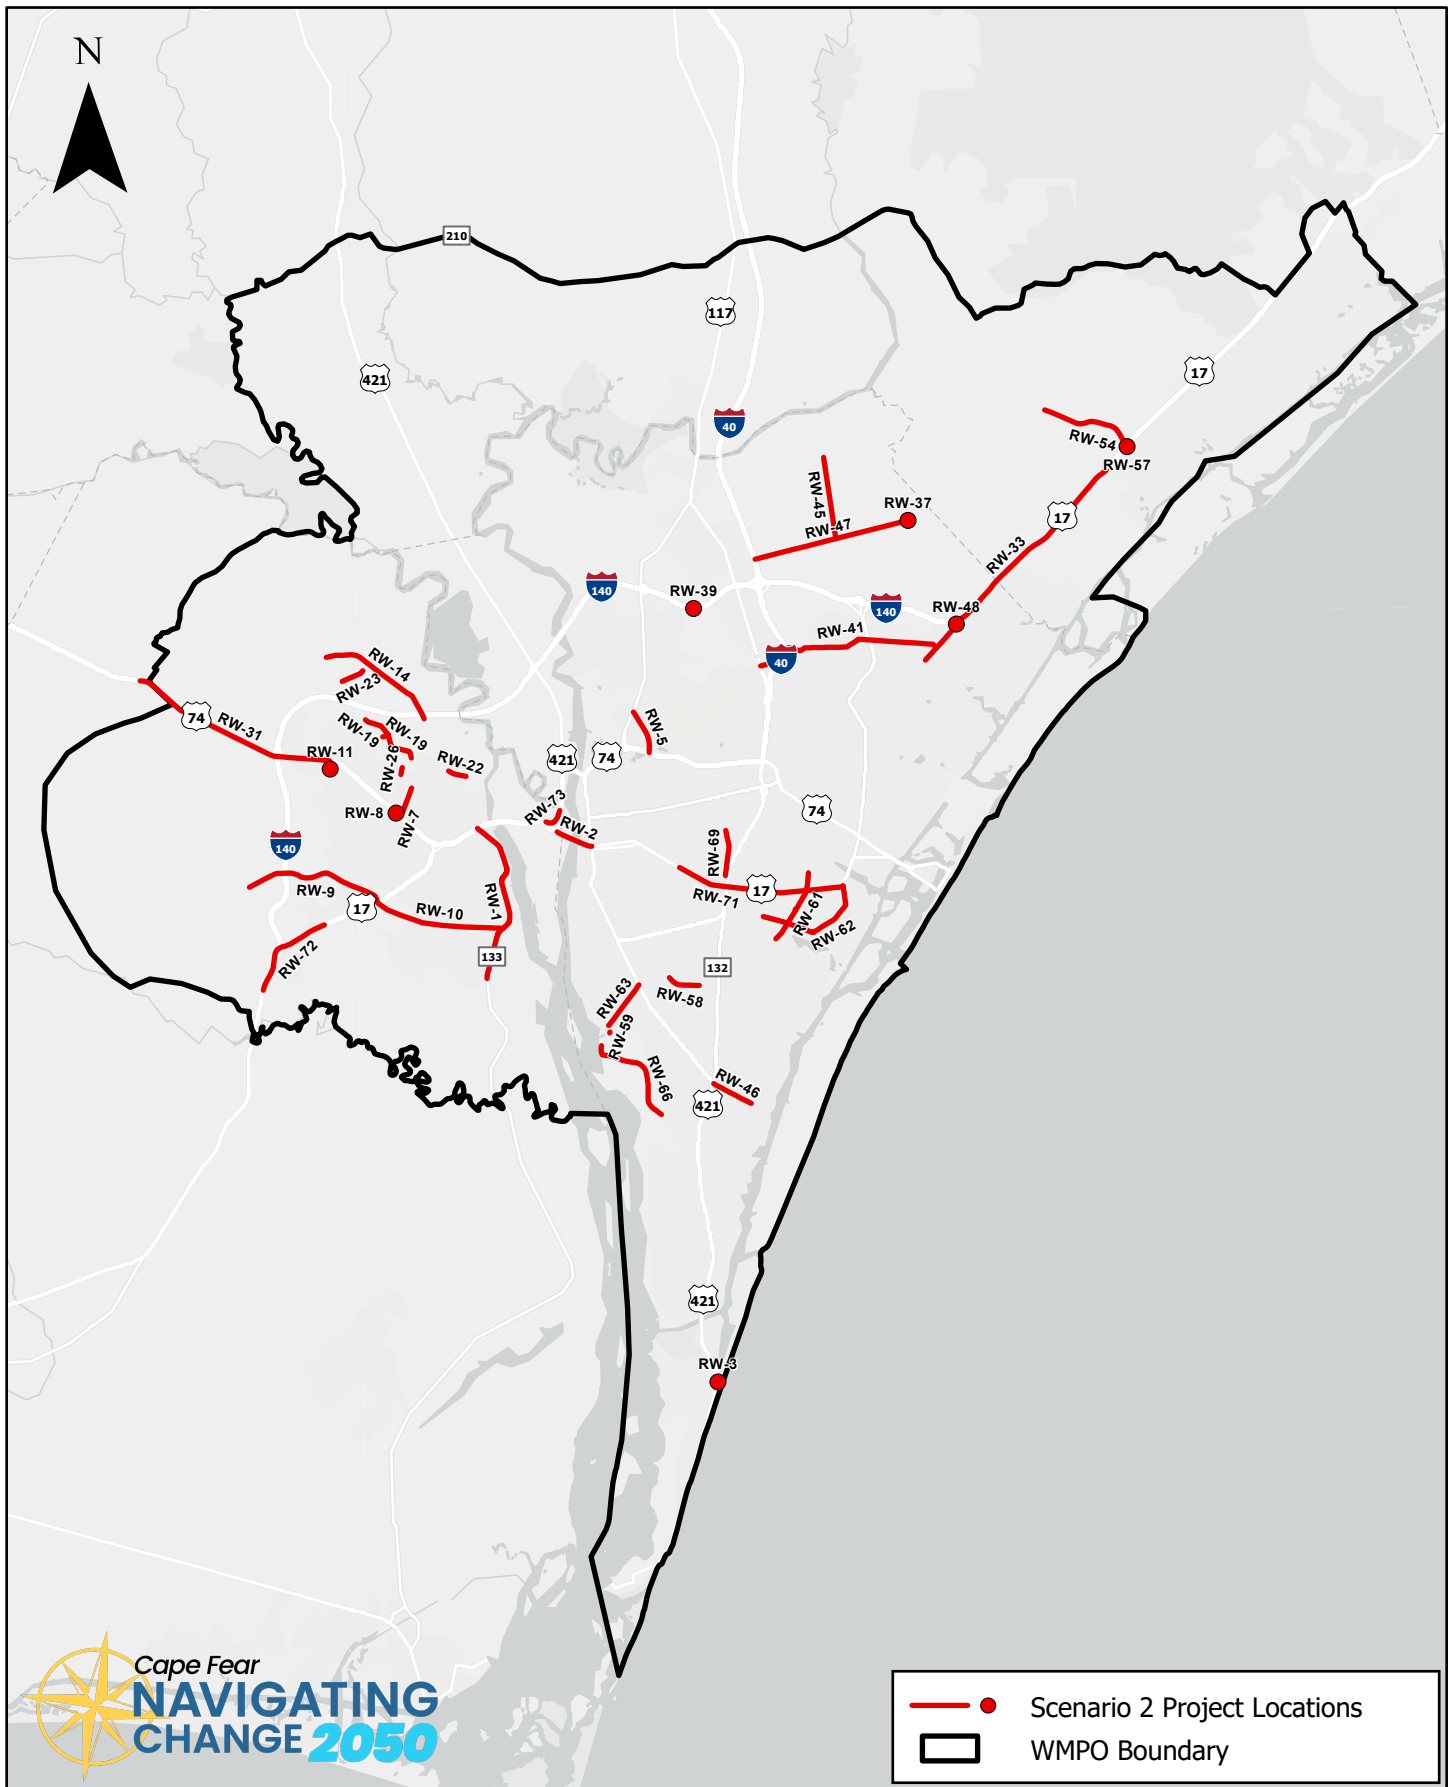 N
210
117
421
17
40
RW-54
RW-57
RW-45
RW-37
17
RW-47
RW-33
140
RW-39
140
RW-48
RW-41
40
RW-14
RW-23
74
RW-31
RW-19
RW-19
RW-5
RW-11
RW-26
RW-22
421
74
RW-8
RW-7
RW-73
RW-2
74
140
RW-69
RW-9
17
RW-10
RW-1
RW-71
17
RW-61
RW-62
RW-72
133
132
RW-63
RW-58
RW-59
RW-66
RW-46
421
421
RW-3
Cape Fear
NAVIGATING
CHANGE 2050
Scenario 2 Project Locations
WMPO Boundary